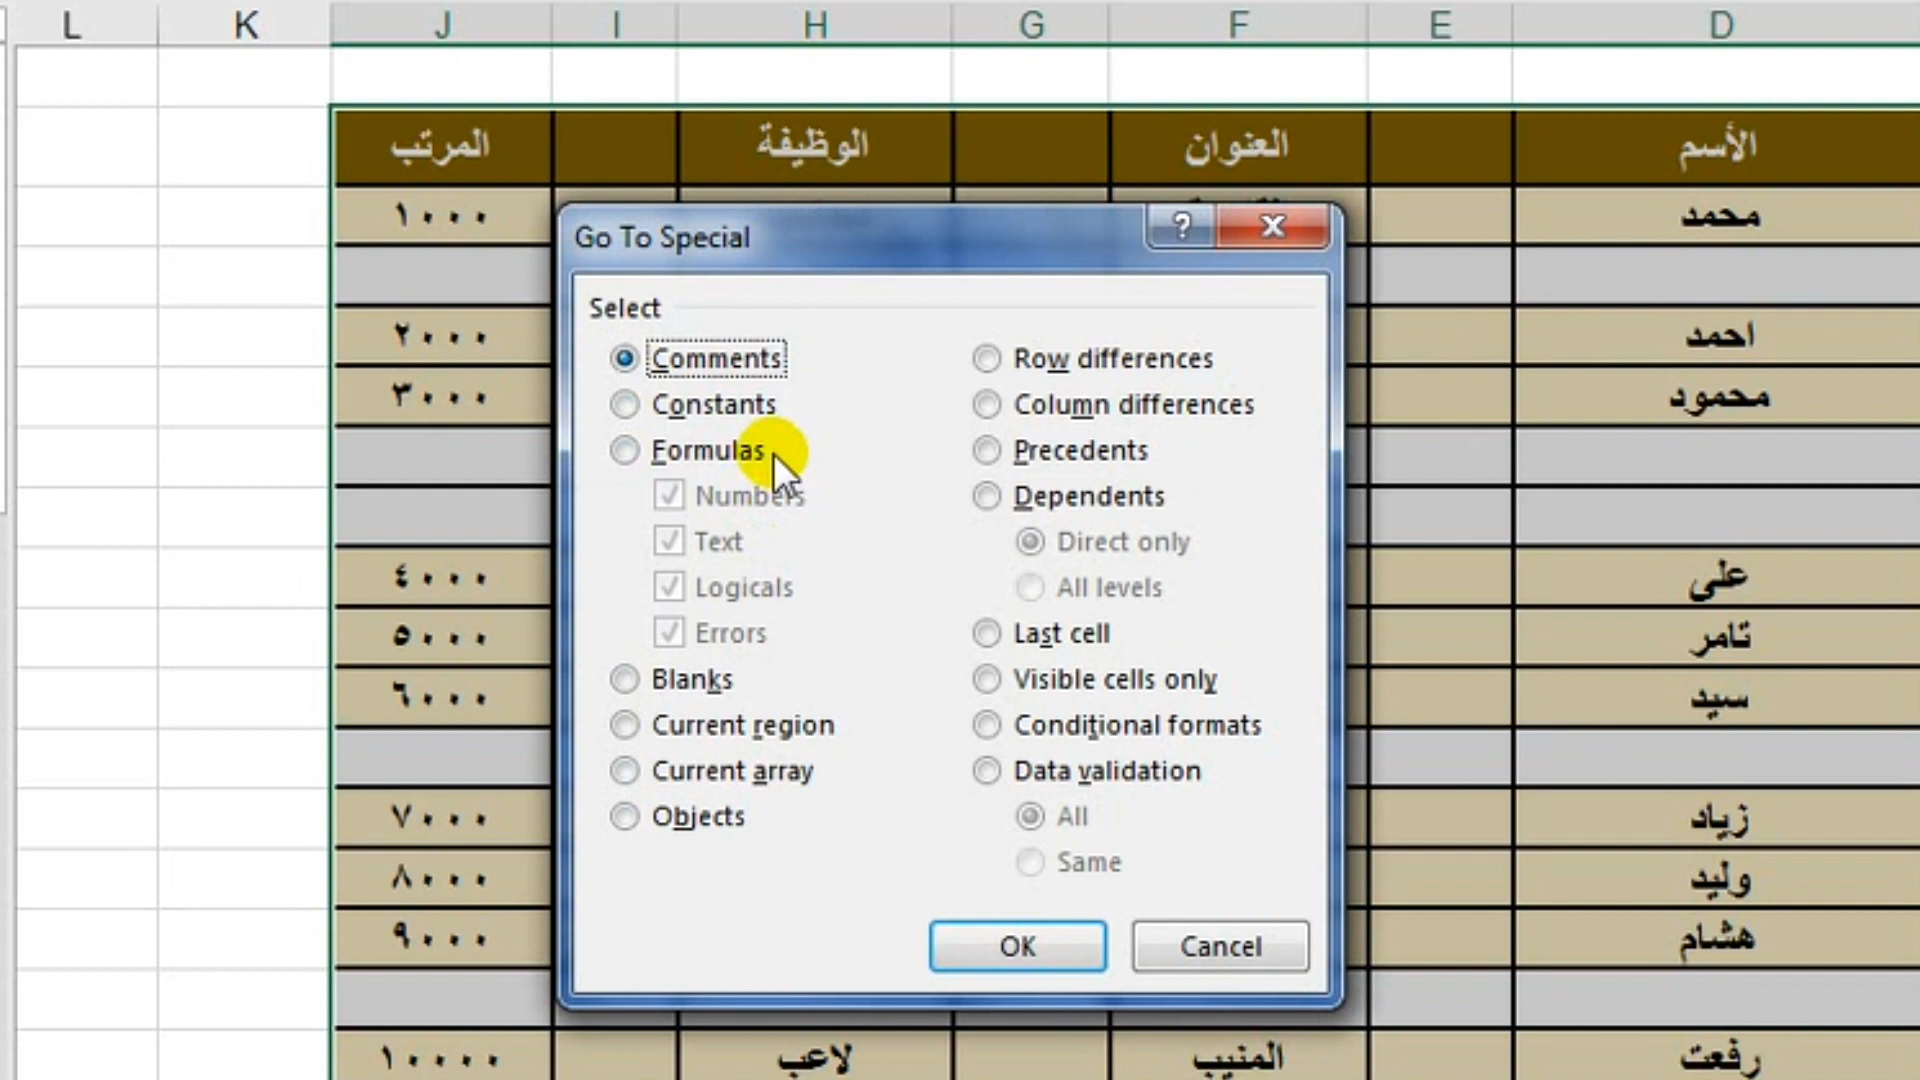 L K J I H G F E D
الأسم العنوان الوظيفة المرتب
محمد ١٠٠٠
احمد ٢٠٠٠
محمود ٣٠٠٠
على ٤٠٠٠
تامر ٥٠٠٠
سيد ٦٠٠٠
زياد ٧٠٠٠
وليد ٨٠٠٠
هشام ٩٠٠٠
رفعت المنيب لاعب ١٠٠٠٠
Go To Special
?
Select
Comments
Constants
Formulas
Numbers
Text
Logicals
Errors
Blanks
Current region
Current array
Objects
Row differences
Column differences
Precedents
Dependents
Direct only
All levels
Last cell
Visible cells only
Conditional formats
Data validation
All
Same
OK Cancel